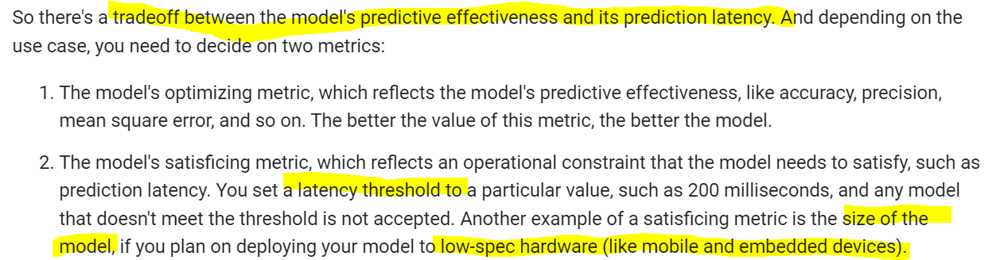 So there's a tradeoff between the model's predictive effectiveness and its prediction latency. And depending on the
use case, you need to decide on two metrics:
1. The model's optimizing metric, which reflects the model's predictive effectiveness, like accuracy, precision,
mean square error, and so on. The better the value of this metric, the better the model.
2. The model's satisficing metric, which reflects an operational constraint that the model needs to satisfy, such as
prediction latency. You set a latency threshold to a particular value, such as 200 milliseconds, and any model
that doesn't meet the threshold is not accepted. Another example of a satisficing metric is the size of the
model, if you plan on deploying your model to low-spec hardware (like mobile and embedded devices).